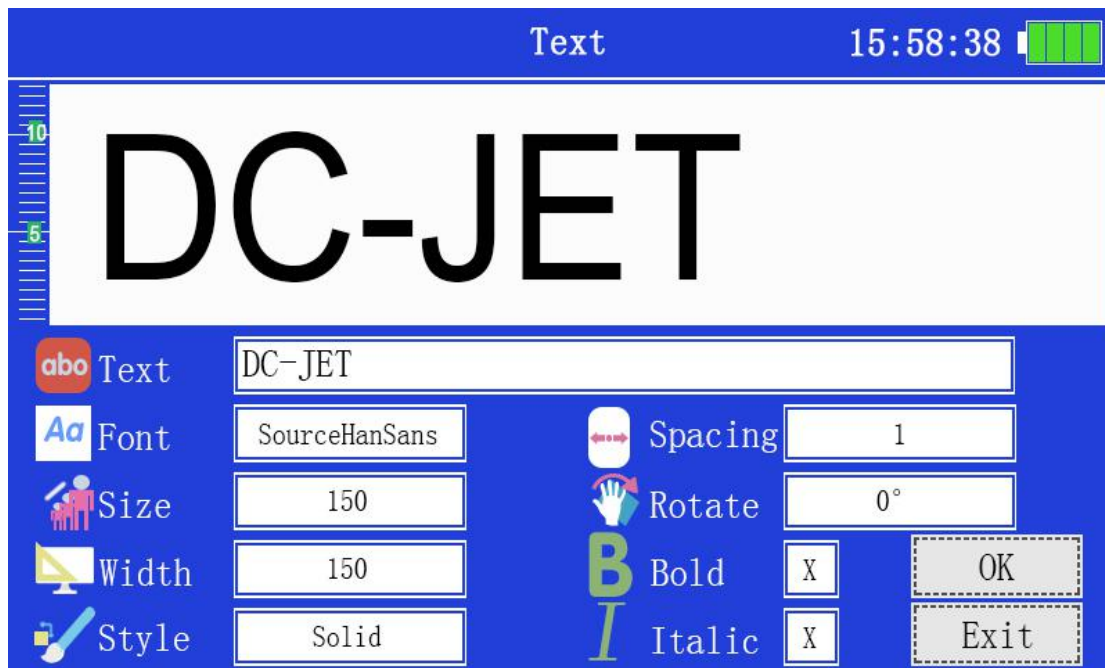 Text 15:58:38
10
DC-JET
5
abo Text DC-JET
Aa Font SourceHanSans Spacing 1
Size 150 Rotate 0°
Width 150 B Bold X OK
Style Solid I Italic X Exit